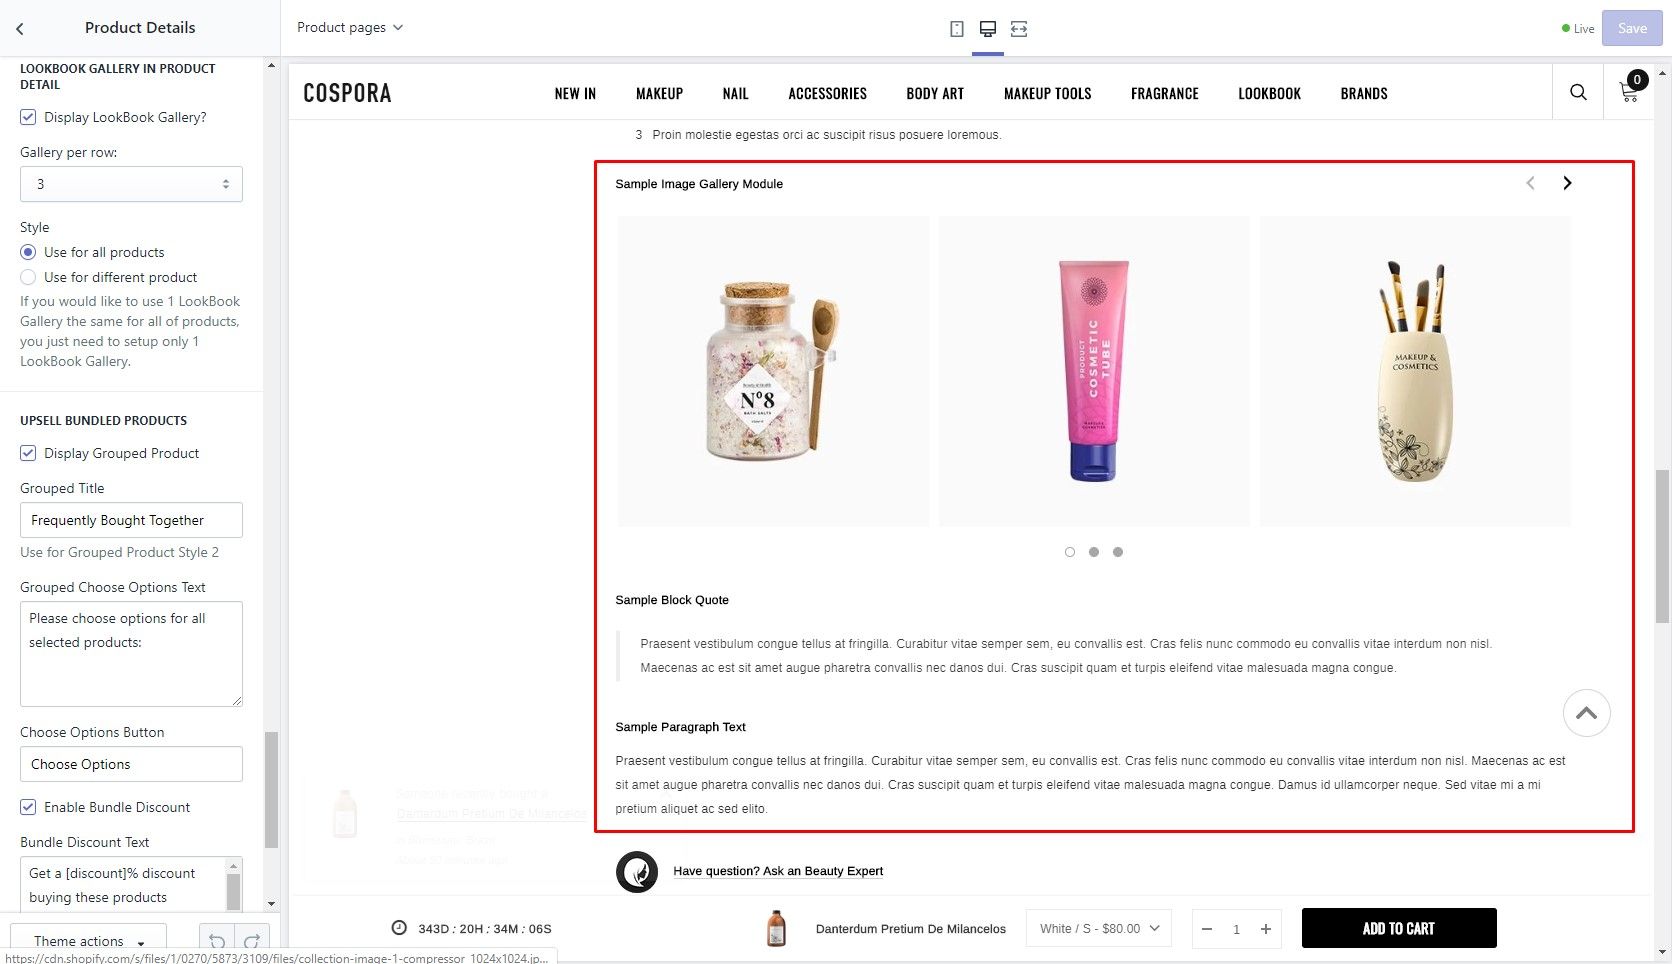 Product Details
Product pages
Live
Save
LOOKBOOK GALLERY IN PRODUCT
DETAIL
Display LookBook Gallery?
Gallery per row:
3
Style
Use for all products
Use for different product
If you would like to use 1 LookBook
Gallery the same for all of products,
you just need to setup only 1
LookBook Gallery.
UPSELL BUNDLED PRODUCTS
Display Grouped Product
Grouped Title
Frequently Bought Together
Use for Grouped Product Style 2
Grouped Choose Options Text
Please choose options for all
selected products:
Choose Options Button
Choose Options
Enable Bundle Discount
Bundle Discount Text
Get a [discount]% discount
buying these products
Theme actions
https://cdn.shopify.com/s/files/1/0270/5873/3109/files/collection-image-1-compressor_1024x1024.jp...
COSPORA
NEW IN MAKEUP NAIL ACCESSORIES BODY ART MAKEUP TOOLS FRAGRANCE LOOKBOOK BRANDS
0
3 Proin molestie egestas orci ac suscipit risus posuere loremous.
Sample Image Gallery Module
Beauty & Health
Nº8
BATH SALTS
PRODUCT
COSMETIC
TUBE
MAKEUP &
COSMETICS
MAKEUP &
COSMETICS
Sample Block Quote
Praesent vestibulum congue tellus at fringilla. Curabitur vitae semper sem, eu convallis est. Cras felis nunc commodo eu convallis vitae interdum non nisl.
Maecenas ac est sit amet augue pharetra convallis nec danos dui. Cras suscipit quam et turpis eleifend vitae malesuada magna congue.
Sample Paragraph Text
Praesent vestibulum congue tellus at fringilla. Curabitur vitae semper sem, eu convallis est. Cras felis nunc commodo eu convallis vitae interdum non nisl. Maecenas ac est
sit amet augue pharetra convallis nec danos dui. Cras suscipit quam et turpis eleifend vitae malesuada magna congue. Damus id ullamcorper neque. Sed vitae mi a mi
pretium aliquet ac sed elito.
Someone recently bought a
Danterdum Pretium De Milancelos
Have question? Ask an Beauty Expert
343D : 20H : 34M : 06S
Danterdum Pretium De Milancelos
White / S - $80.00
1
ADD TO CART